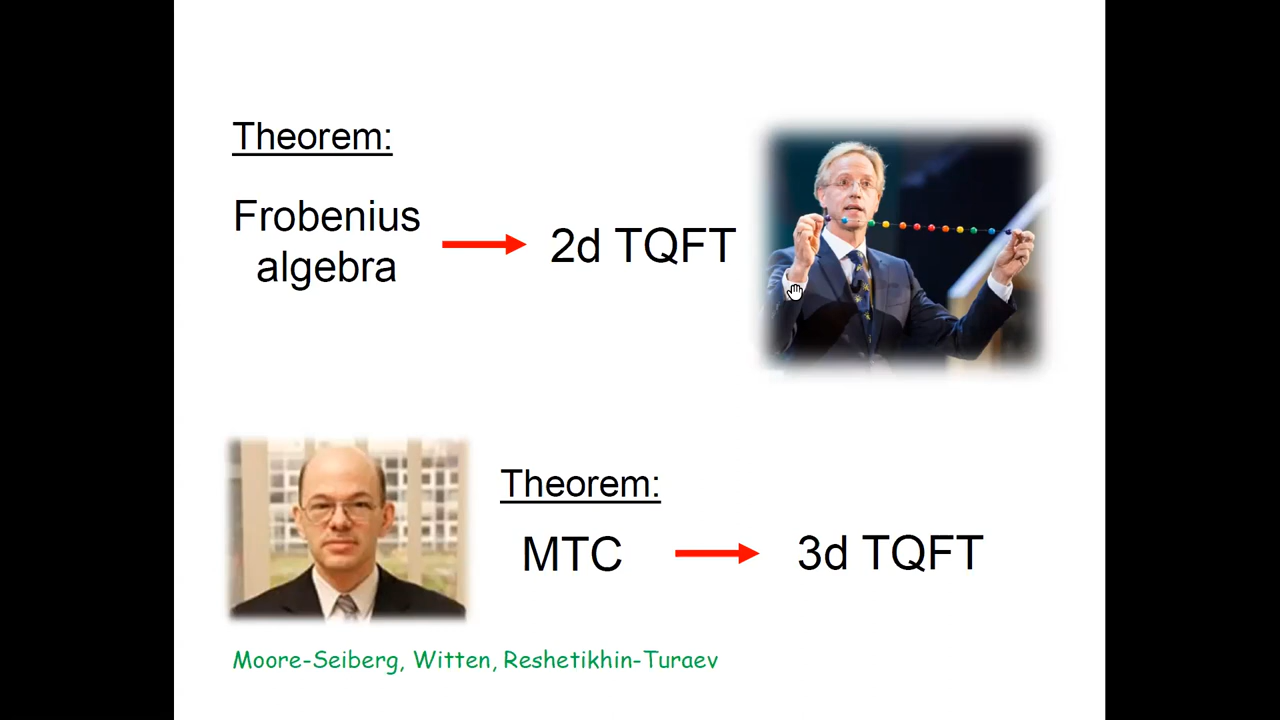 Theorem:
Frobenius
algebra
2d TQFT
Theorem:
MTC
3d TQFT
Moore-Seiberg, Witten, Reshetikhin-Turaev